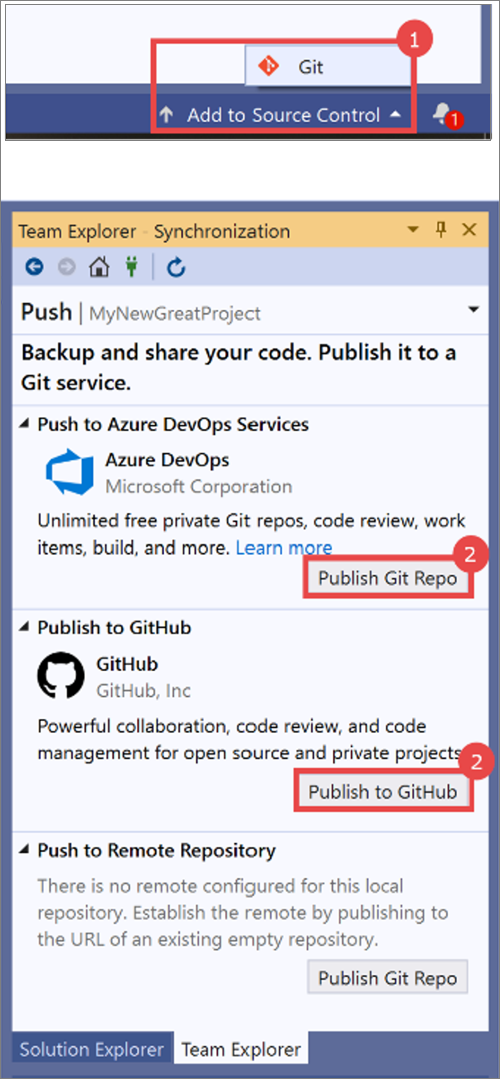 1
Git
Add to Source Control
1
Team Explorer - Synchronization
Push | MyNewGreatProject
Backup and share your code. Publish it to a
Git service.
Push to Azure DevOps Services
Azure DevOps
Microsoft Corporation
Unlimited free private Git repos, code review, work
items, build, and more. Learn more
2
Publish Git Repo
Publish to GitHub
GitHub
GitHub, Inc
Powerful collaboration, code review, and code
management for open source and private projects
2
Publish to GitHub
Push to Remote Repository
There is no remote configured for this local
repository. Establish the remote by publishing to
the URL of an existing empty repository.
Publish Git Repo
Solution Explorer Team Explorer